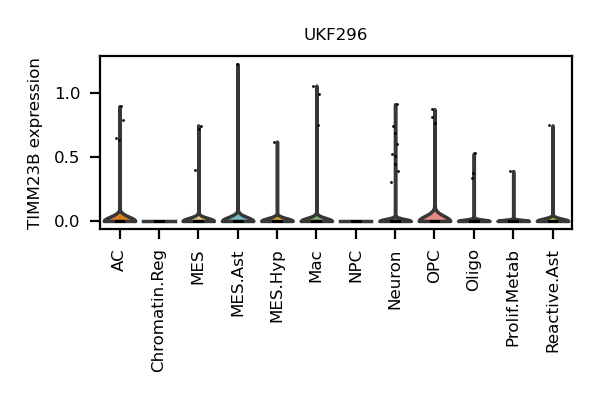 UKF296
TIMM23B expression
1.0
0.5
0.0
AC
Chromatin.Reg
MES
MES.Ast
MES.Hyp
Mac
NPC
Neuron
OPC
Oligo
Prolif.Metab
Reactive.Ast